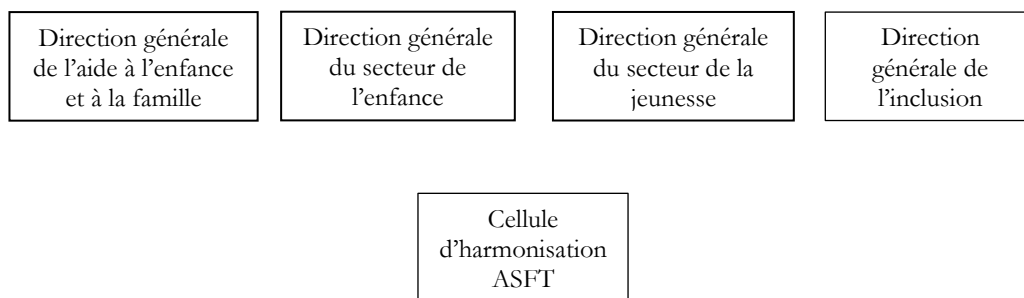 Direction générale
de l’aide à l’enfance
et à la famille
Direction générale
du secteur de
l’enfance
Direction générale
du secteur de la
jeunesse
Direction
générale de
l’inclusion
Cellule
d’harmonisation
ASFT